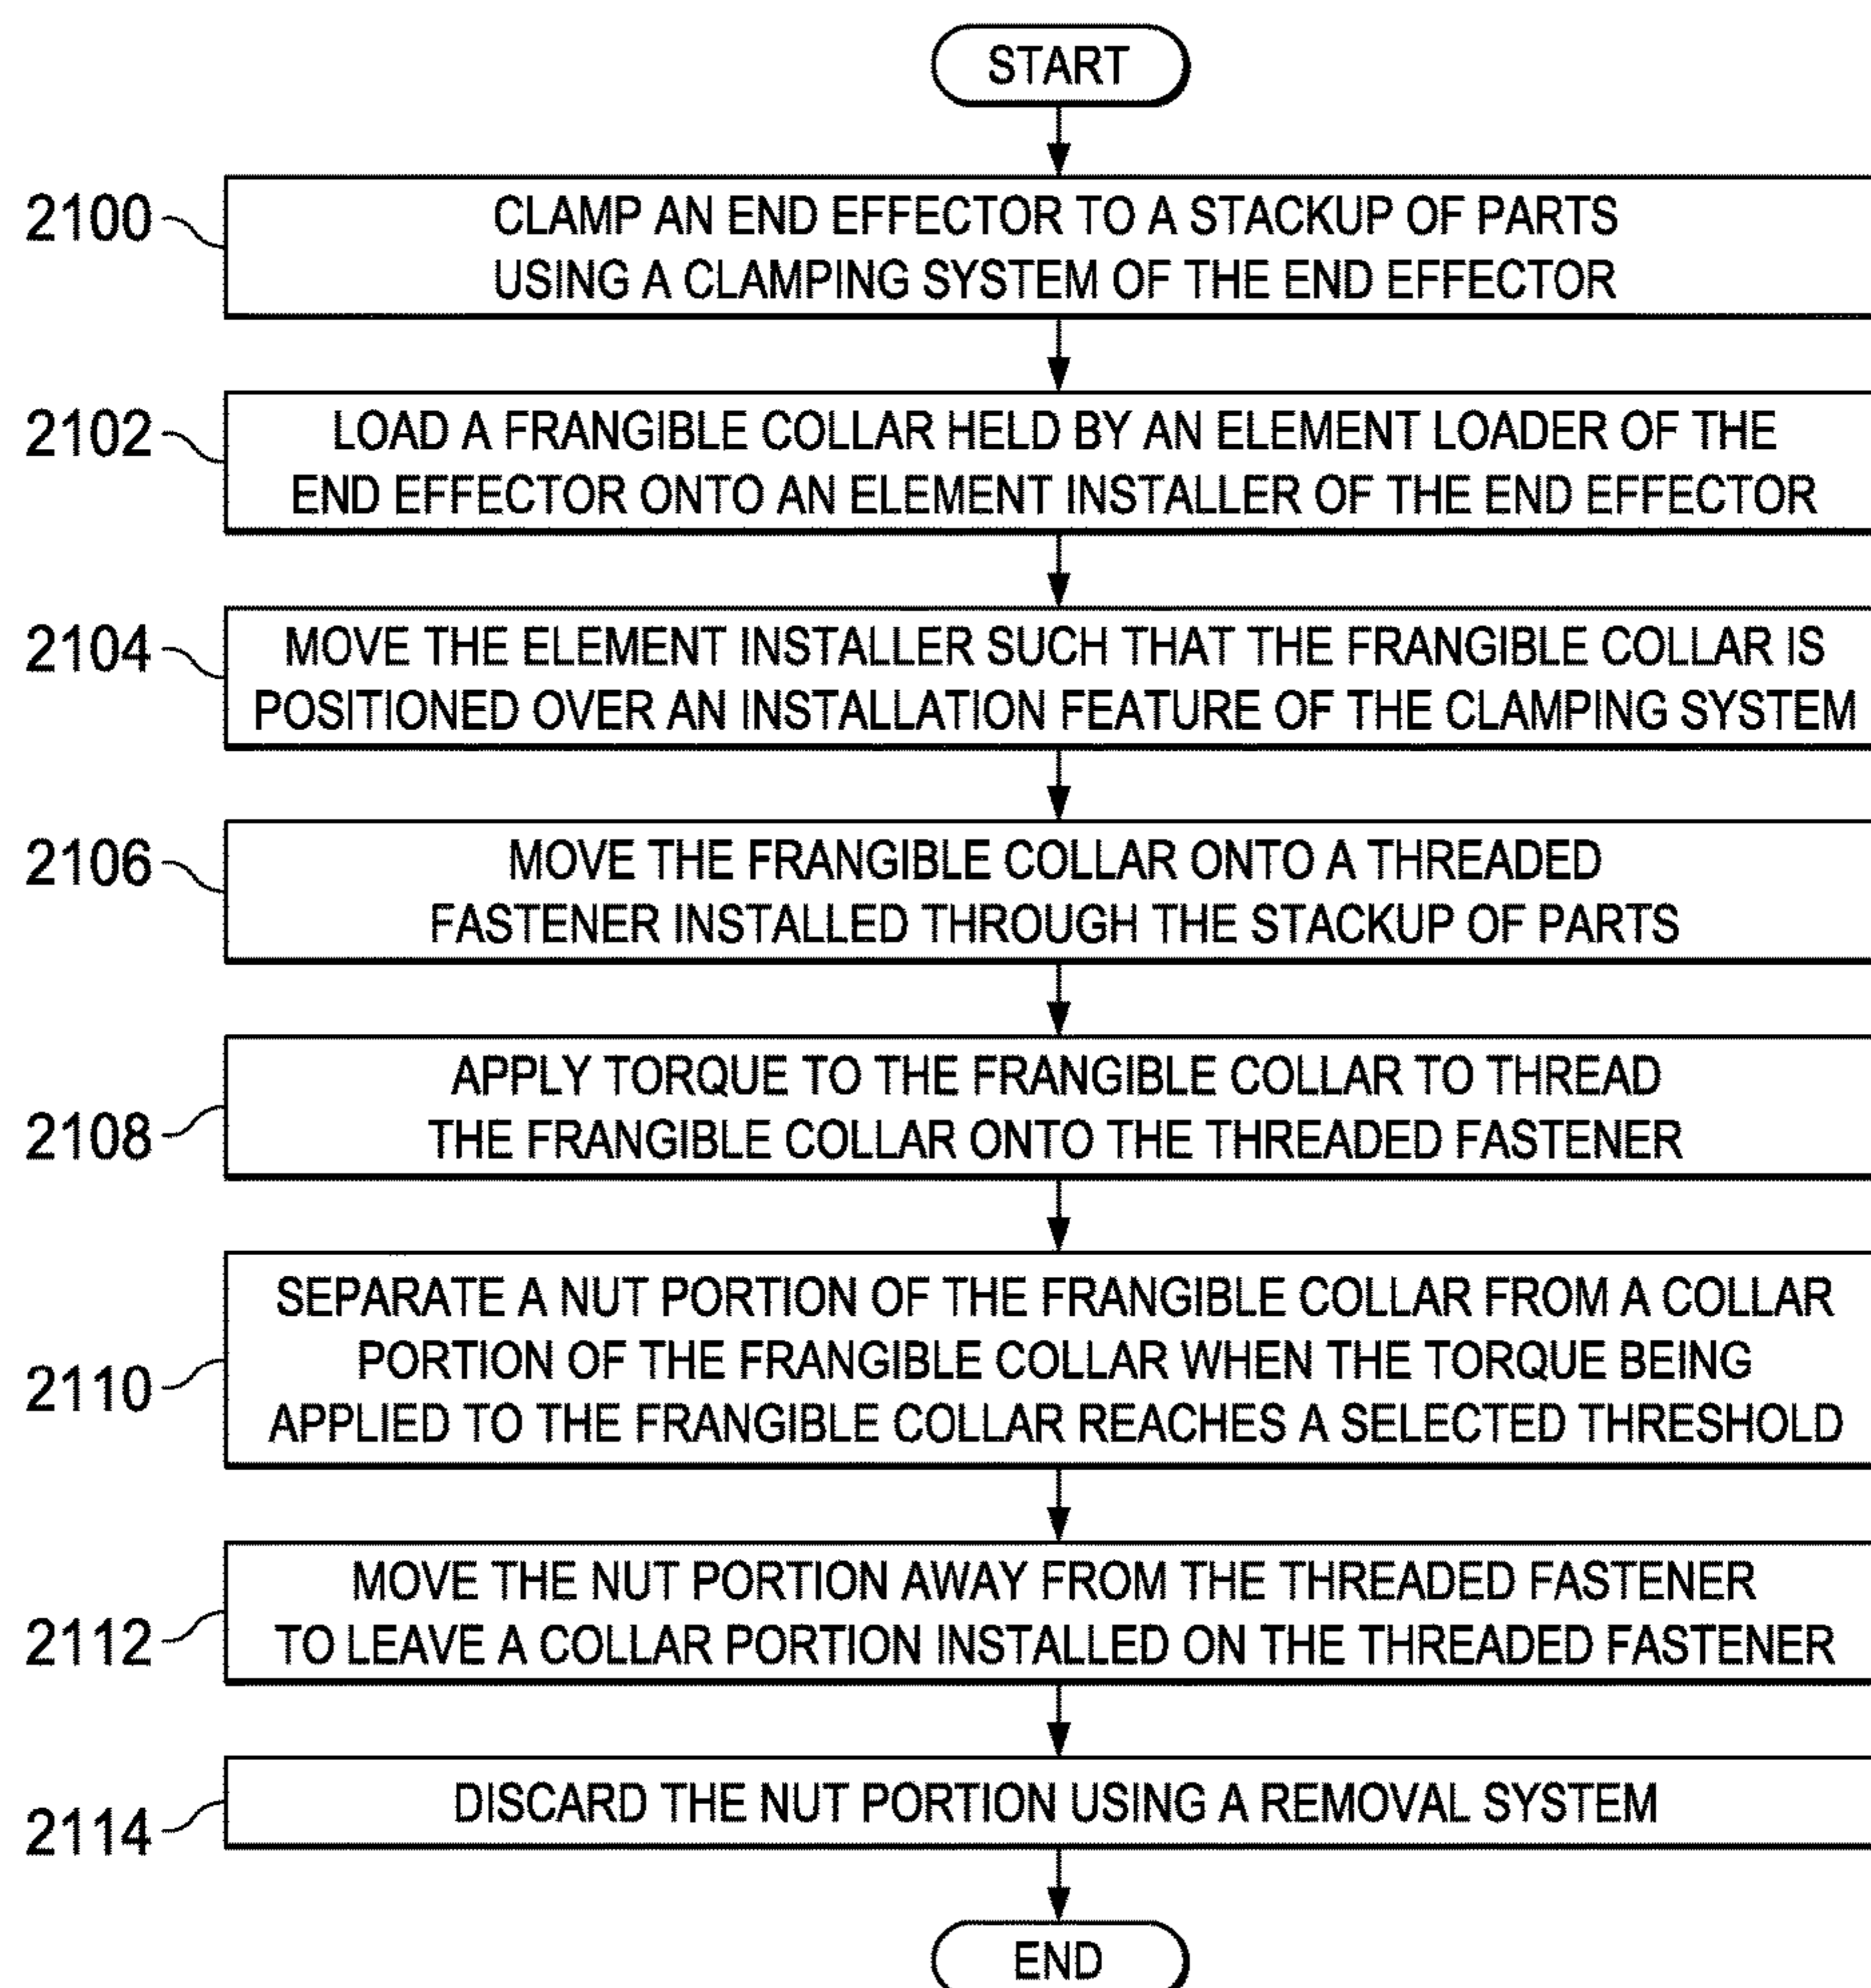 START
2100
CLAMP AN END EFFECTOR TO A STACKUP OF PARTS
USING A CLAMPING SYSTEM OF THE END EFFECTOR
2102
LOAD A FRANGIBLE COLLAR HELD BY AN ELEMENT LOADER OF THE
END EFFECTOR ONTO AN ELEMENT INSTALLER OF THE END EFFECTOR
2104
MOVE THE ELEMENT INSTALLER SUCH THAT THE FRANGIBLE COLLAR IS
POSITIONED OVER AN INSTALLATION FEATURE OF THE CLAMPING SYSTEM
2106
MOVE THE FRANGIBLE COLLAR ONTO A THREADED
FASTENER INSTALLED THROUGH THE STACKUP OF PARTS
2108
APPLY TORQUE TO THE FRANGIBLE COLLAR TO THREAD
THE FRANGIBLE COLLAR ONTO THE THREADED FASTENER
2110
SEPARATE A NUT PORTION OF THE FRANGIBLE COLLAR FROM A COLLAR
PORTION OF THE FRANGIBLE COLLAR WHEN THE TORQUE BEING
APPLIED TO THE FRANGIBLE COLLAR REACHES A SELECTED THRESHOLD
2112
MOVE THE NUT PORTION AWAY FROM THE THREADED FASTENER
TO LEAVE A COLLAR PORTION INSTALLED ON THE THREADED FASTENER
2114
DISCARD THE NUT PORTION USING A REMOVAL SYSTEM
END